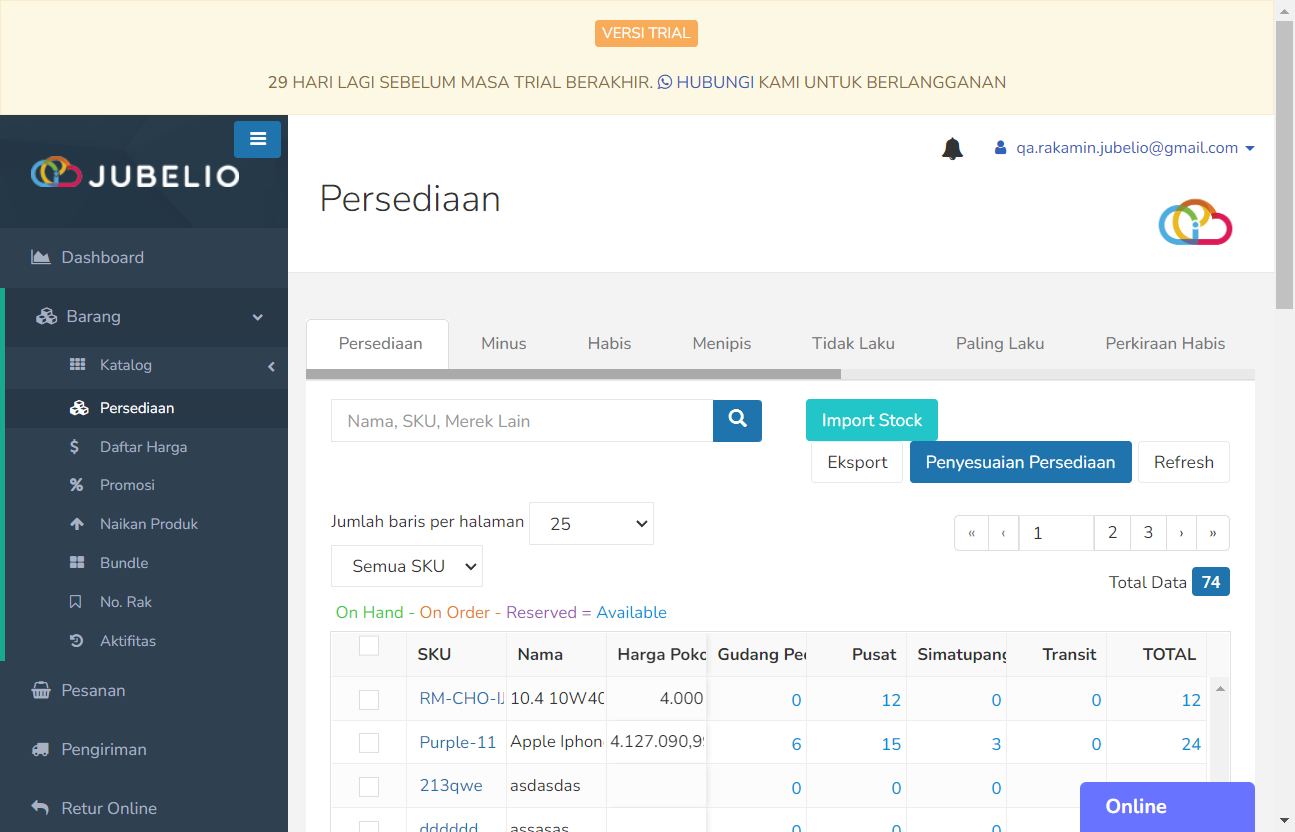 VERSI TRIAL
29 HARI LAGI SEBELUM MASA TRIAL BERAKHIR. HUBUNGI KAMI UNTUK BERLANGGANAN
JUBELIO
qa.rakamin.jubelio@gmail.com
Persediaan
Dashboard
Barang
Katalog
Persediaan
Daftar Harga
Promosi
Naikan Produk
Bundle
No. Rak
Aktifitas
Pesanan
Pengiriman
Retur Online
Persediaan Minus Habis Menipis Tidak Laku Paling Laku Perkiraan Habis
Nama, SKU, Merek Lain
Import Stock
Eksport Penyesuaian Persediaan Refresh
Jumlah baris per halaman 25
« ‹ 1 2 3 › »
Semua SKU
Total Data 74
On Hand - On Order - Reserved = Available
SKU Nama Harga Poko Gudang Pe Pusat Simatupang Transit TOTAL
RM-CHO-I 10.4 10W40 4.000 0 12 0 0 12
Purple-11 Apple Iphon 4.127.090,9 6 15 3 0 24
213qwe asdasdas 0 0 0
dddddd assasas 0 0 0
Online